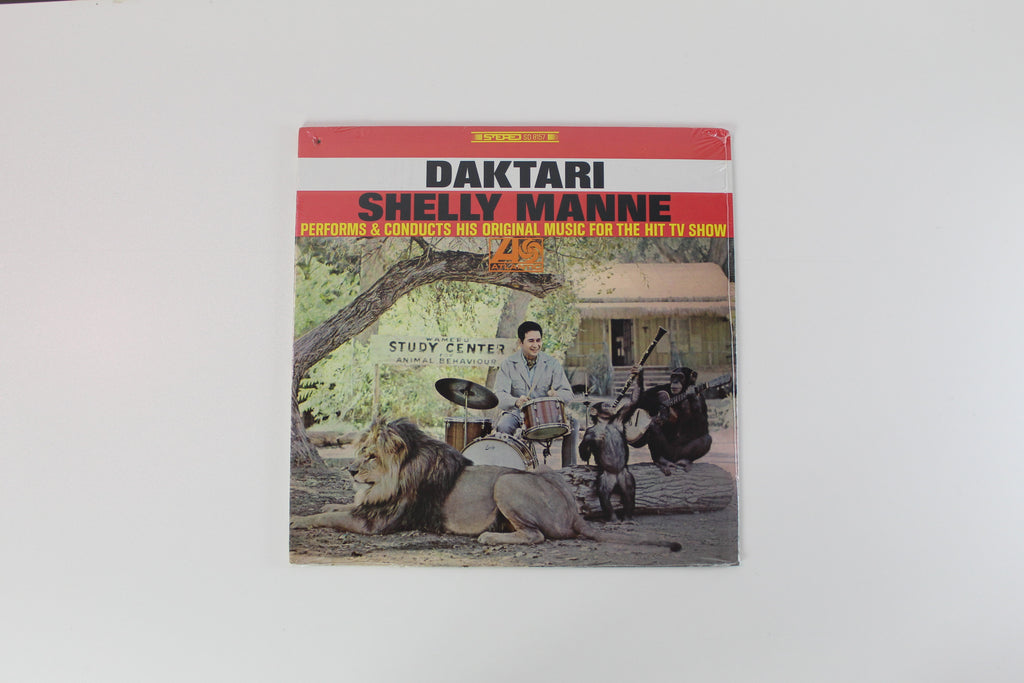 STEREO SD 8157
DAKTARI
SHELLY MANNE
PERFORMS & CONDUCTS HIS ORIGINAL MUSIC FOR THE HIT TV SHOW
ATLANTIC
WAMERU
STUDY CENTER
ANIMAL BEHAVIOUR